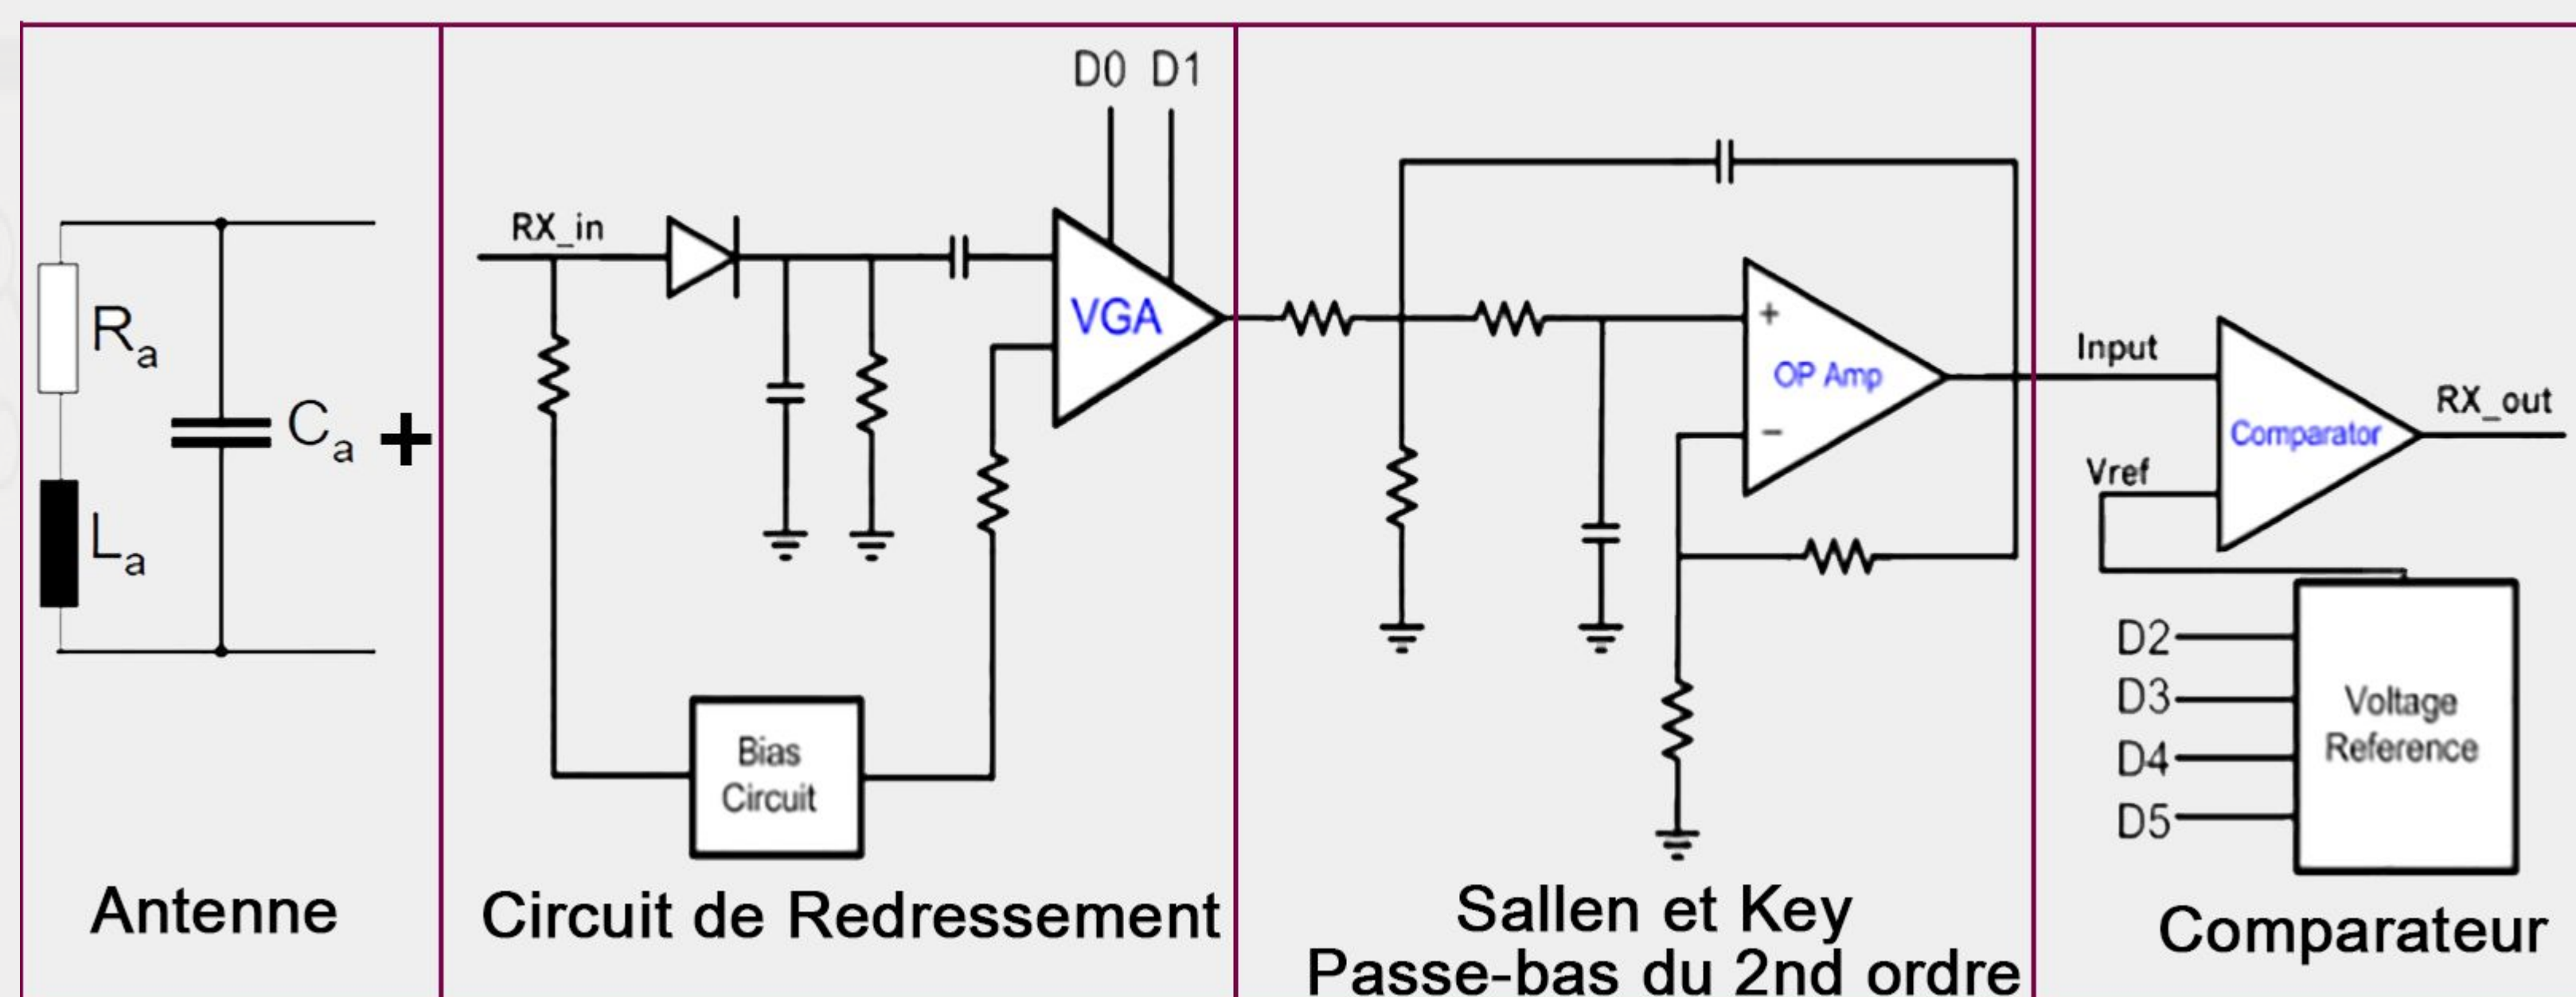 Ra
La
Ca
+
Antenne
RX_in
D0 D1
VGA
Bias
Circuit
Circuit de Redressement
+
OP Amp
−
Sallen et Key
Passe-bas du 2nd ordre
Input
Vref
Comparator
RX_out
D2
D3
D4
D5
Voltage
Reference
Comparateur